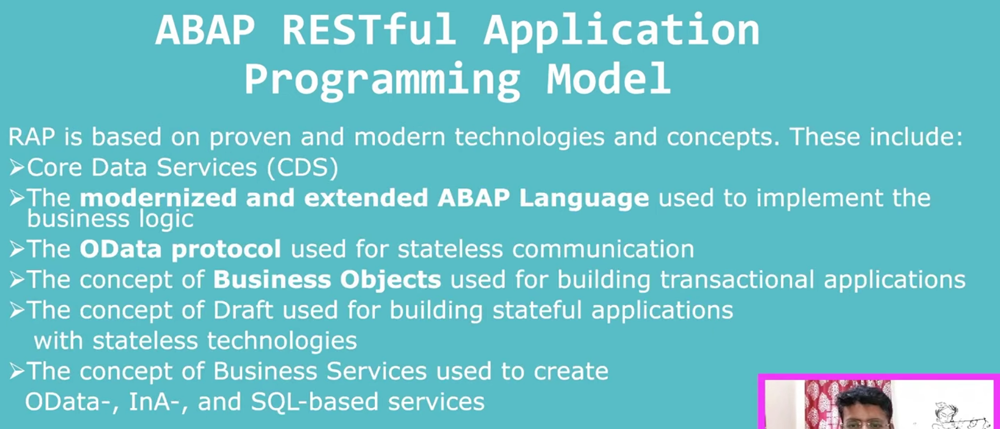 ABAP RESTful Application
Programming Model
RAP is based on proven and modern technologies and concepts. These include:
➢Core Data Services (CDS)
➢The modernized and extended ABAP Language used to implement the
business logic
➢The OData protocol used for stateless communication
➢The concept of Business Objects used for building transactional applications
➢The concept of Draft used for building stateful applications
with stateless technologies
➢The concept of Business Services used to create
OData-, InA-, and SQL-based services